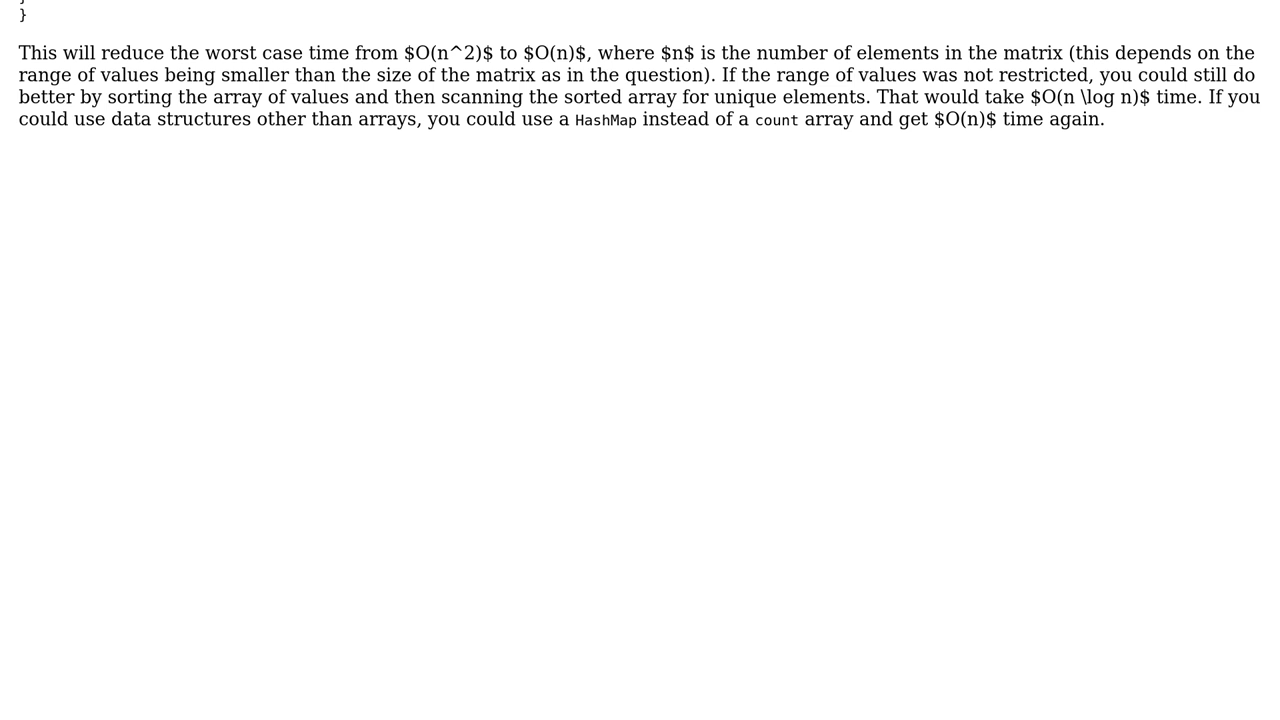 }
This will reduce the worst case time from $O(n^2)$ to $O(n)$, where $n$ is the number of elements in the matrix (this depends on the
range of values being smaller than the size of the matrix as in the question). If the range of values was not restricted, you could still do
better by sorting the array of values and then scanning the sorted array for unique elements. That would take $O(n \log n)$ time. If you
could use data structures other than arrays, you could use a HashMap instead of a count array and get $O(n)$ time again.